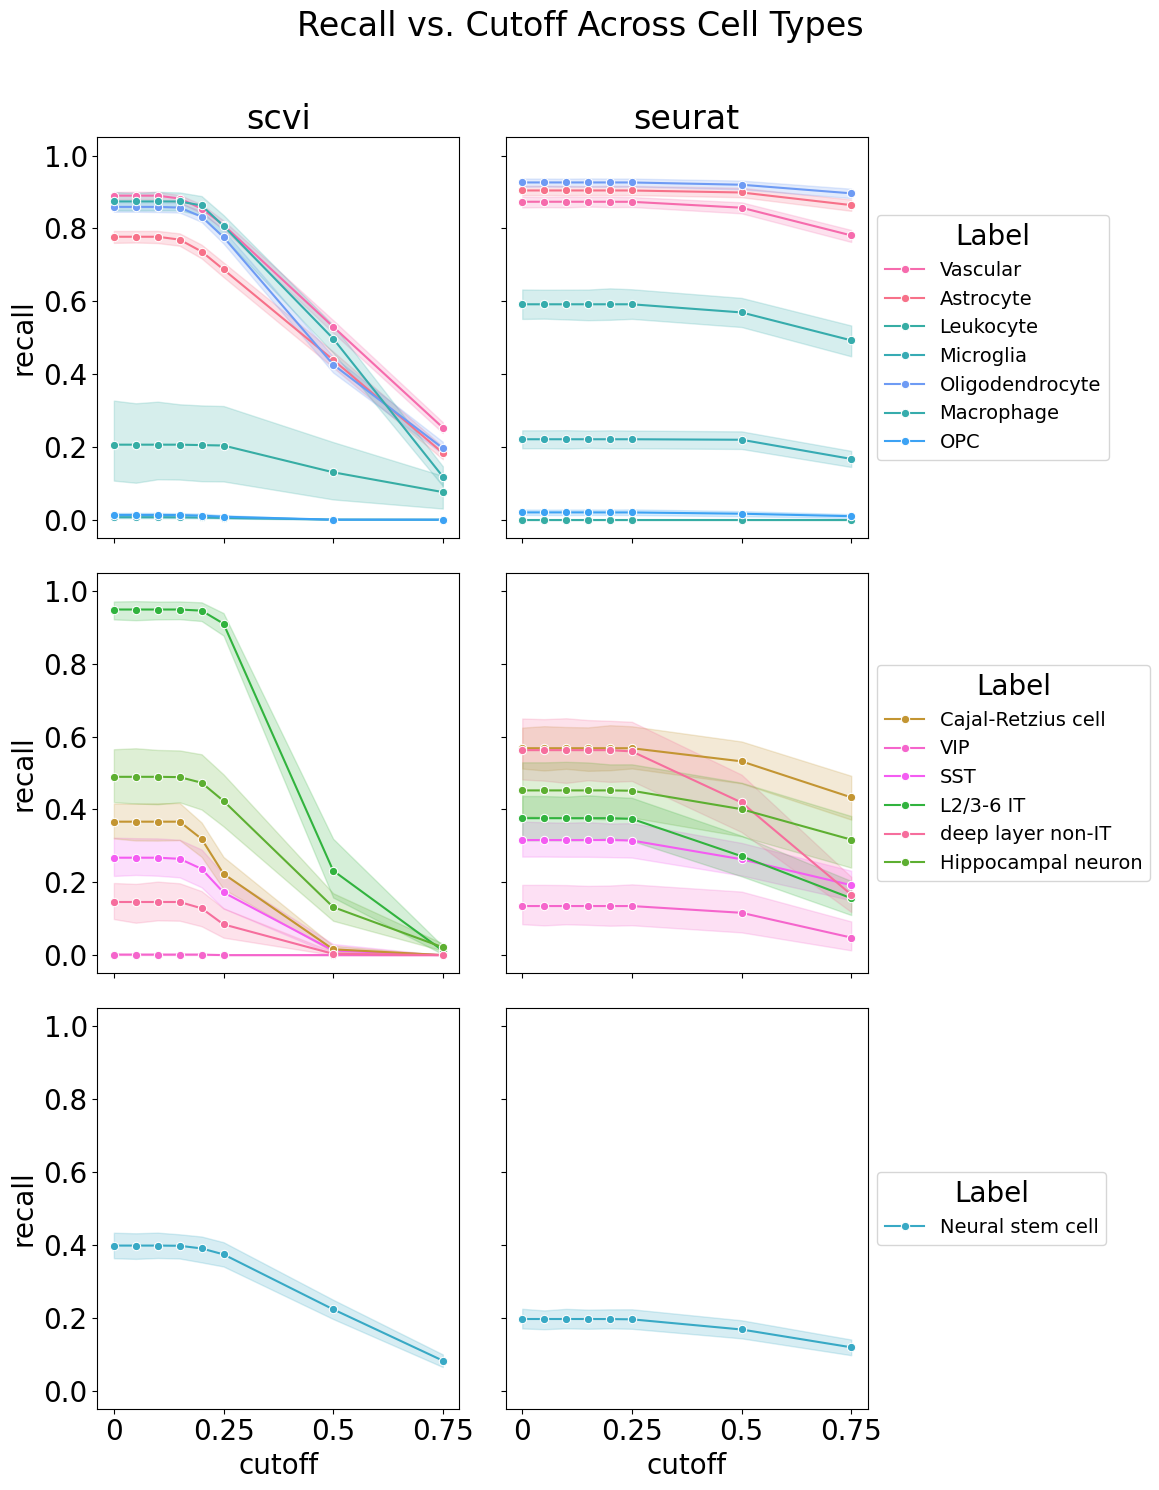 Recall vs. Cutoff Across Cell Types
scvi
seurat
recall
1.0
0.8
0.6
0.4
0.2
0.0
Label
Vascular
Astrocyte
Leukocyte
Microglia
Oligodendrocyte
Macrophage
OPC
recall
1.0
0.8
0.6
0.4
0.2
0.0
Label
Cajal-Retzius cell
VIP
SST
L2/3-6 IT
deep layer non-IT
Hippocampal neuron
recall
1.0
0.8
0.6
0.4
0.2
0.0
Label
Neural stem cell
0 0.25 0.5 0.75
cutoff
0 0.25 0.5 0.75
cutoff